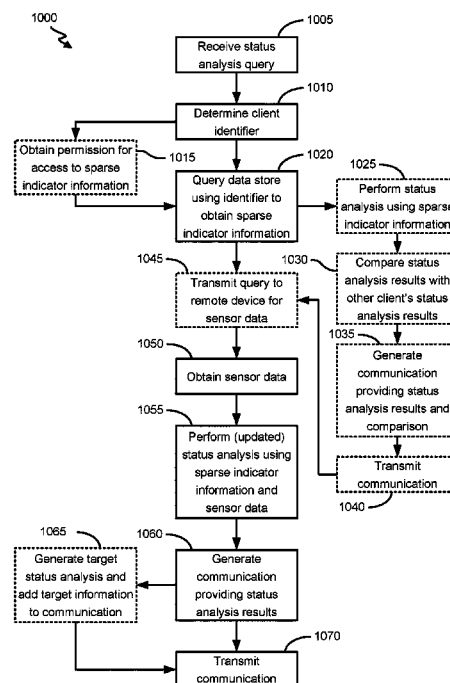 1000
1005
Receive status
analysis query
1010
Determine client
identifier
Obtain permission for
access to sparse
indicator information
1015
1020
Query data store
using identifier to
obtain sparse
indicator information
1025
Perform status
analysis using sparse
indicator information
1030
Compare status
analysis results with
other client's status
analysis results
1035
Generate
communication
providing status
analysis results and
comparison
Transmit
communication
1040
1045
Transmit query to
remote device for
sensor data
1050
Obtain sensor data
1055
Perform (updated)
status analysis using
sparse indicator
information and
sensor data
1060
Generate
communication
providing status
analysis results
1065
Generate target
status analysis and
add target information
to communication
1070
Transmit
communication